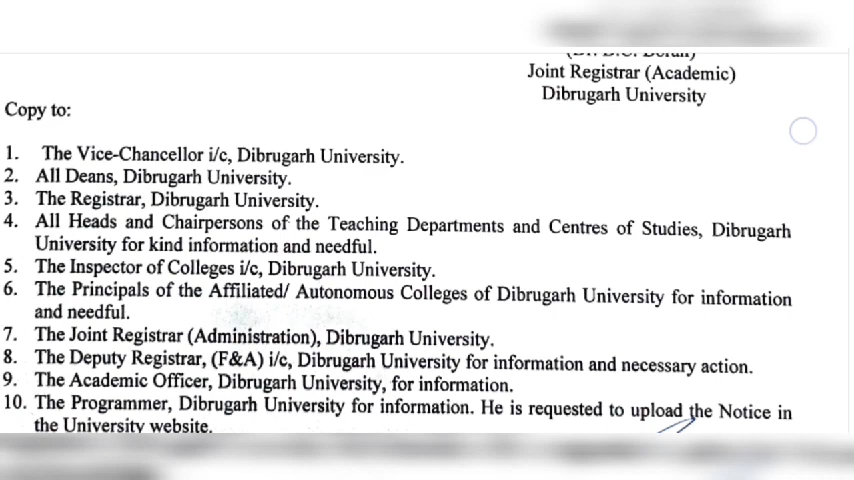 Joint Registrar (Academic)
Dibrugarh University
Copy to:
1. The Vice-Chancellor i/c, Dibrugarh University.
2. All Deans, Dibrugarh University.
3. The Registrar, Dibrugarh University.
4. All Heads and Chairpersons of the Teaching Departments and Centres of Studies, Dibrugarh
University for kind information and needful.
5. The Inspector of Colleges i/c, Dibrugarh University.
6. The Principals of the Affiliated/ Autonomous Colleges of Dibrugarh University for information
and needful.
7. The Joint Registrar (Administration), Dibrugarh University.
8. The Deputy Registrar, (F&A) i/c, Dibrugarh University for information and necessary action.
9. The Academic Officer, Dibrugarh University, for information.
10. The Programmer, Dibrugarh University for information. He is requested to upload the Notice in
the University website.